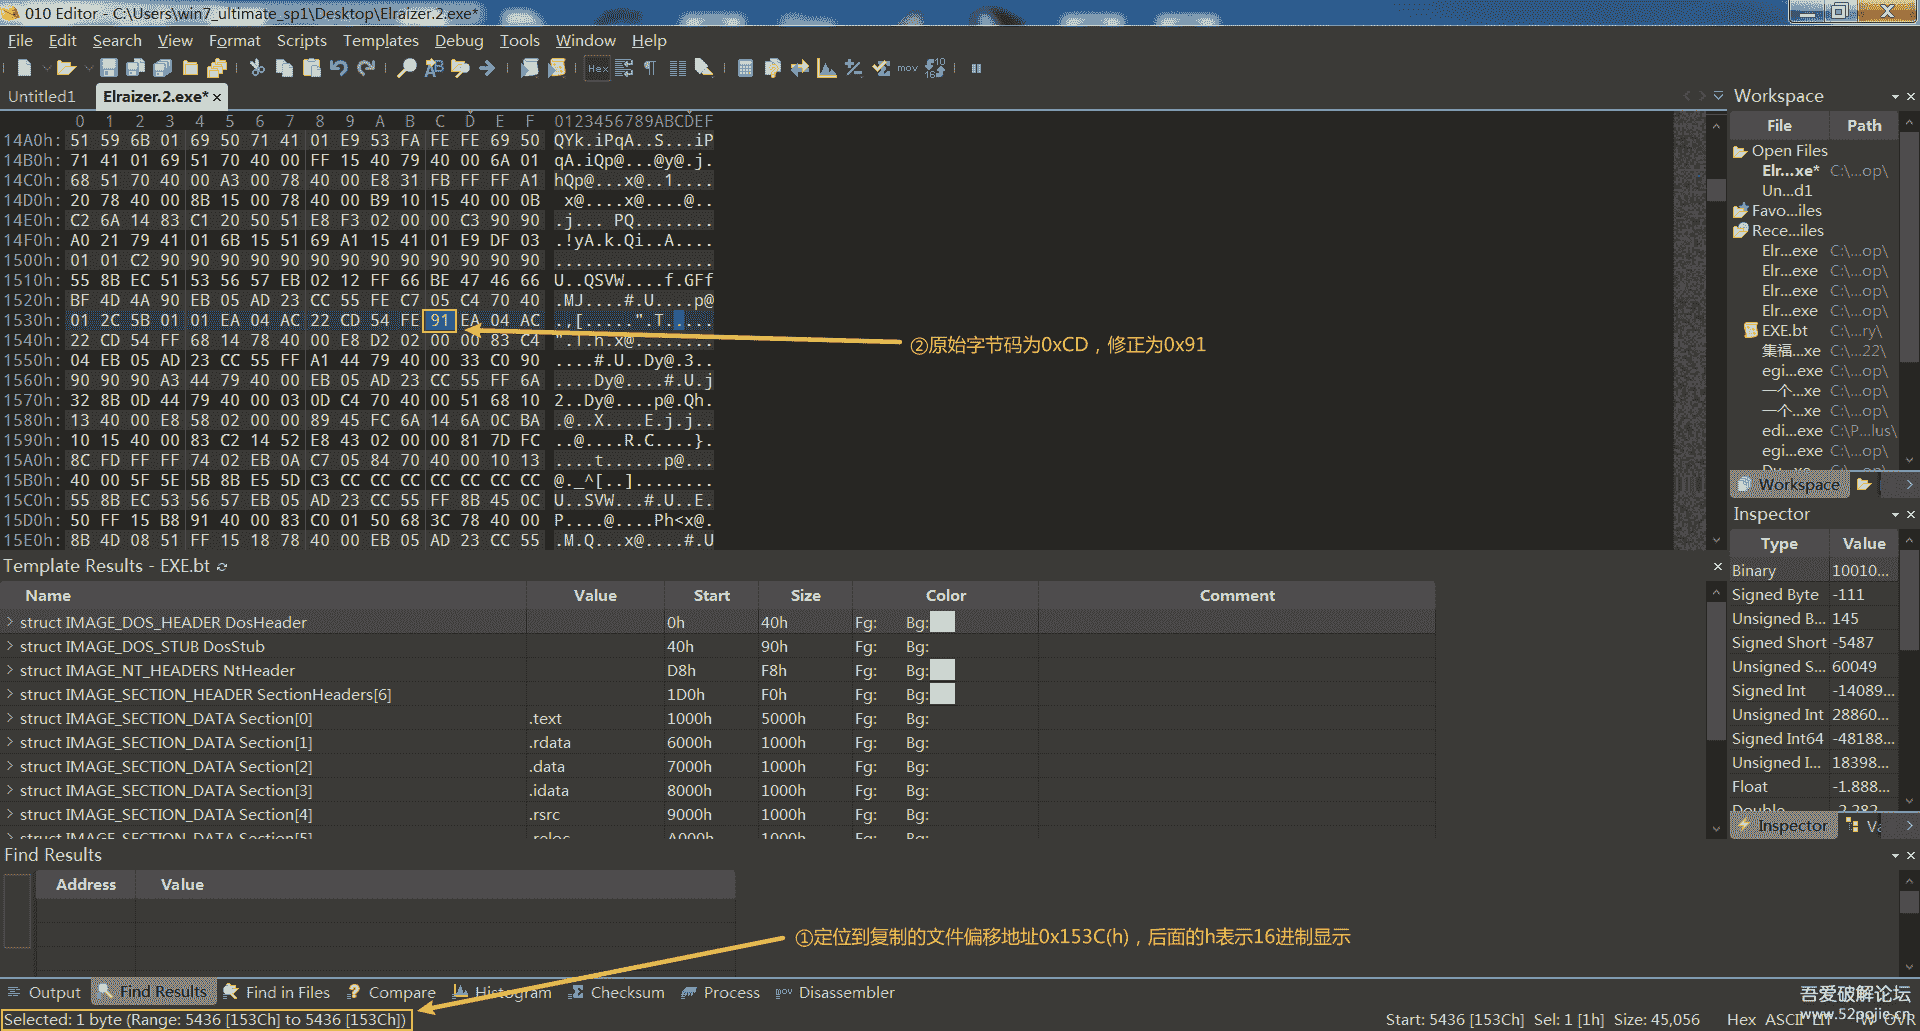 010 Editor - C:\Users\win7_ultimate_sp1\Desktop\Elraizer.2.exe*
File Edit Search View Format Scripts Templates Debug Tools Window Help
Untitled1 Elraizer.2.exe*
0 1 2 3 4 5 6 7 8 9 A B C D E F 0123456789ABCDEF
14A0h: 51 59 6B 01 69 50 71 41 01 E9 53 FA FE FE 69 50 QYk.iPqA..S...iP
14B0h: 71 41 01 69 51 70 40 00 FF 15 40 79 40 00 6A 01 qA.iQp@...@y@.j.
14C0h: 68 51 70 40 00 A3 00 78 40 00 E8 31 FB FF FF A1 hQp@...x@..1....
14D0h: 20 78 40 00 8B 15 00 78 40 00 B9 10 15 40 00 0B  x@....x@....@..
14E0h: C2 6A 14 83 C1 20 50 51 E8 F3 02 00 00 C3 90 90 .j... PQ........
14F0h: A0 21 79 41 01 6B 15 51 69 A1 15 41 01 E9 DF 03 .!yA.k.Qi..A....
1500h: 01 01 C2 90 90 90 90 90 90 90 90 90 90 90 90 90 ................
1510h: 55 8B EC 51 53 56 57 EB 02 12 FF 66 BE 47 46 66 U..QSVW....f.GFf
1520h: BF 4D 4A 90 EB 05 AD 23 CC 55 FE C7 05 C4 70 40 .MJ....#.U....p@
1530h: 01 2C 5B 01 01 EA 04 AC 22 CD 54 FE 91 EA 04 AC .,[.....".T.....
1540h: 22 CD 54 FF 68 14 78 40 00 E8 D2 02 00 00 83 C4 ".T.h.x@........
1550h: 04 EB 05 AD 23 CC 55 FF A1 44 79 40 00 33 C0 90 ....#.U..Dy@.3..
1560h: 90 90 90 A3 44 79 40 00 EB 05 AD 23 CC 55 FF 6A ....Dy@....#.U.j
1570h: 32 8B 0D 44 79 40 00 03 0D C4 70 40 00 51 68 10 2..Dy@....p@.Qh.
1580h: 13 40 00 E8 58 02 00 00 89 45 FC 6A 14 6A 0C BA .@..X....E.j.j..
1590h: 10 15 40 00 83 C2 14 52 E8 43 02 00 00 81 7D FC ..@....R.C....}.
15A0h: 8C FD FF FF 74 02 EB 0A C7 05 84 70 40 00 10 13 ....t......p@...
15B0h: 40 00 5F 5E 5B 8B E5 5D C3 CC CC CC CC CC CC CC @._^[..]........
15C0h: 55 8B EC 53 56 57 EB 05 AD 23 CC 55 FF 8B 45 0C U..SVW...#.U..E.
15D0h: 50 FF 15 B8 91 40 00 83 C0 01 50 68 3C 78 40 00 P....@....Ph<x@.
15E0h: 8B 4D 08 51 FF 15 18 78 40 00 EB 05 AD 23 CC 55 .M.Q...x@....#.U
②原始字节码为0xCD，修正为0x91
Template Results - EXE.bt
Name Value Start Size Color Comment
struct IMAGE_DOS_HEADER DosHeader 0h 40h Fg: Bg:
struct IMAGE_DOS_STUB DosStub 40h 90h Fg: Bg:
struct IMAGE_NT_HEADERS NtHeader D8h F8h Fg: Bg:
struct IMAGE_SECTION_HEADER SectionHeaders[6] 1D0h F0h Fg: Bg:
struct IMAGE_SECTION_DATA Section[0] .text 1000h 5000h Fg: Bg:
struct IMAGE_SECTION_DATA Section[1] .rdata 6000h 1000h Fg: Bg:
struct IMAGE_SECTION_DATA Section[2] .data 7000h 1000h Fg: Bg:
struct IMAGE_SECTION_DATA Section[3] .idata 8000h 1000h Fg: Bg:
struct IMAGE_SECTION_DATA Section[4] .rsrc 9000h 1000h Fg: Bg:
struct IMAGE_SECTION_DATA Section[5] .reloc A000h 1000h Fg: Bg:
Find Results
Address Value
①定位到复制的文件偏移地址0x153C(h)，后面的h表示16进制显示
Output Find Results Find in Files Compare Histogram Checksum Process Disassembler
Selected: 1 byte (Range: 5436 [153Ch] to 5436 [153Ch])
Start: 5436 [153Ch] Sel: 1 [1h] Size: 45,056 Hex ASCII LIT W OVR
Workspace
File Path
Open Files
Elr...xe* C:\...op\
Un...d1
Favo...iles
Rece...iles
Elr...exe C:\...op\
Elr...exe C:\...op\
Elr...exe C:\...op\
Elr...exe C:\...op\
EXE.bt C:\...ry\
集福...xe C:\...22\
egi...exe C:\...op\
一个...xe C:\...op\
一个...xe C:\...op\
edi...exe C:\P...lus\
egi...exe C:\...op\
Workspace
Inspector
Type Value
Binary 10010...
Signed Byte -111
Unsigned B... 145
Signed Short -5487
Unsigned S... 60049
Signed Int -14089...
Unsigned Int 28860...
Signed Int64 -48188...
Unsigned I... 18398...
Float -1.888...
Double -2.282...
Inspector
吾爱破解论坛
www.52pojie.cn